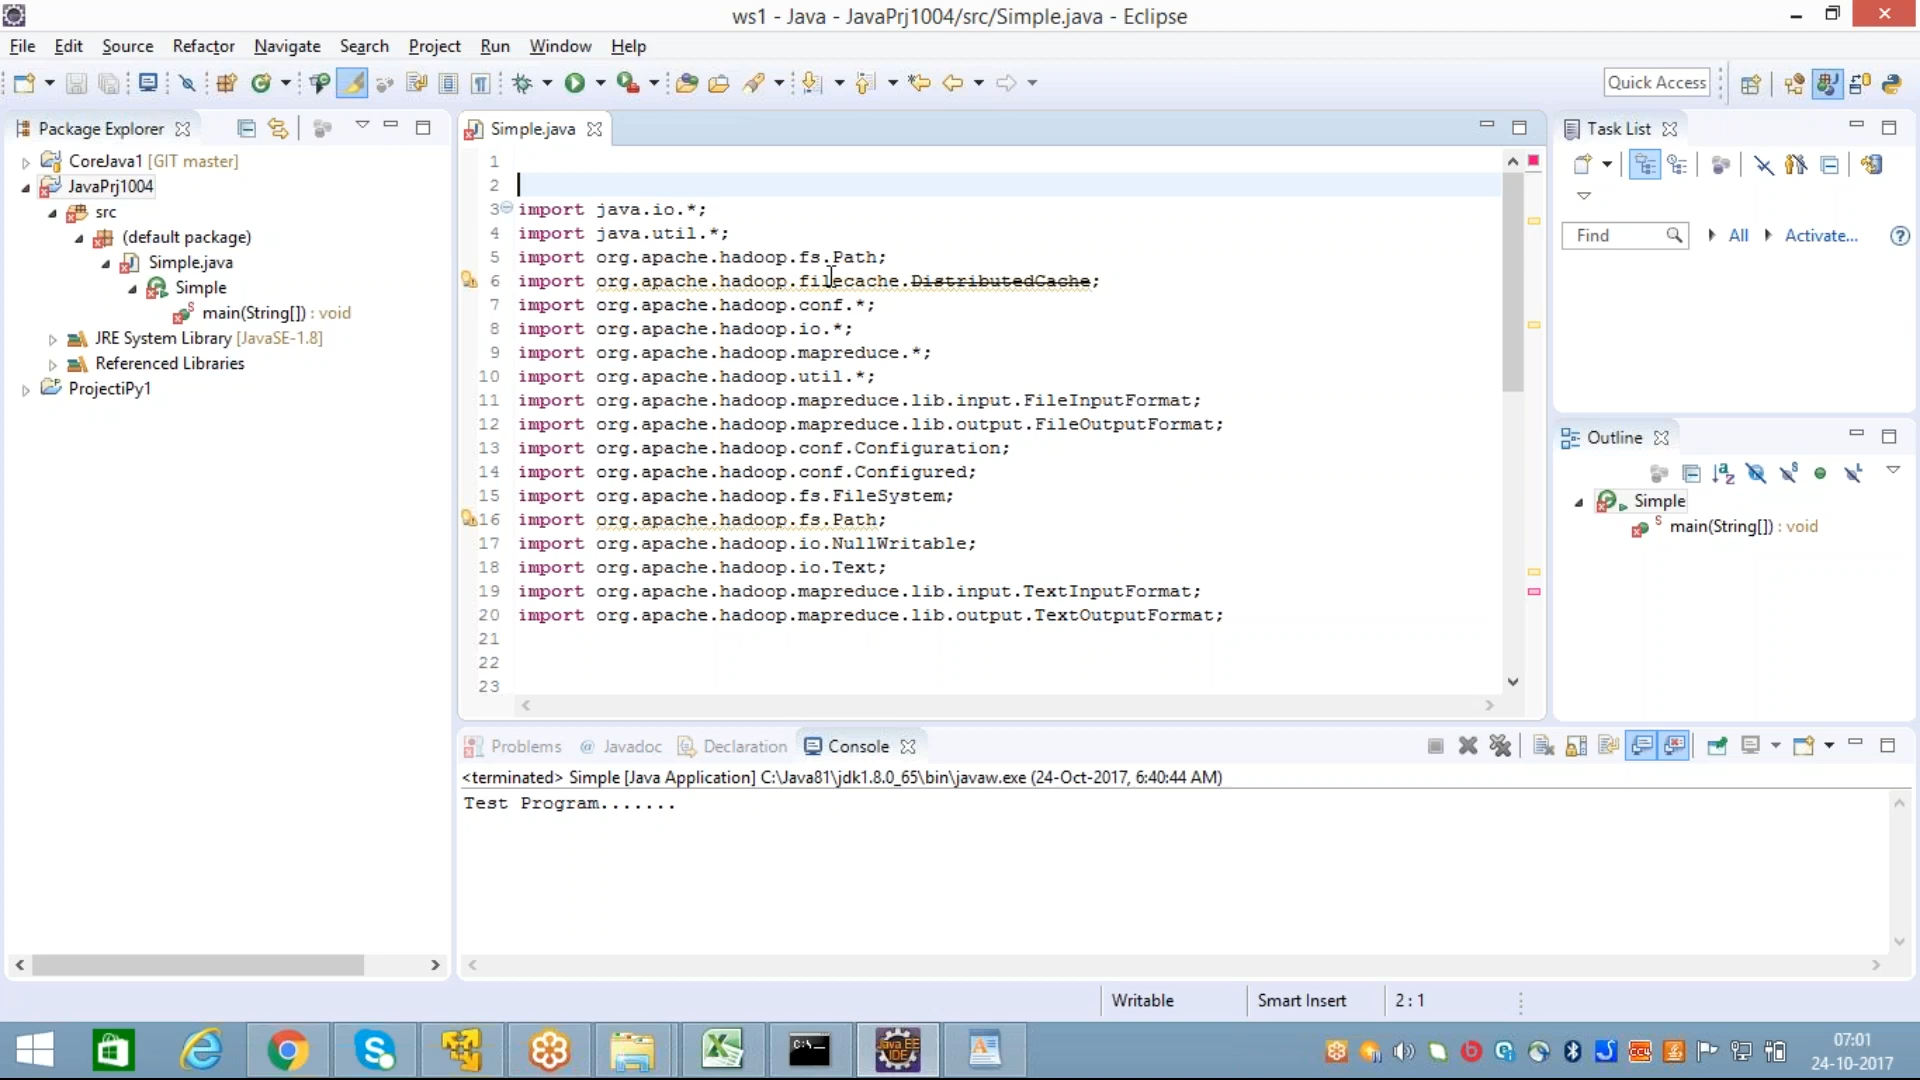 ws1 - Java - JavaPrj1004/src/Simple.java - Eclipse
File Edit Source Refactor Navigate Search Project Run Window Help
Quick Access
Package Explorer
CoreJava1 [GIT master]
JavaPrj1004
src
(default package)
Simple.java
Simple
main(String[]) : void
JRE System Library [JavaSE-1.8]
Referenced Libraries
ProjectiPy1
Simple.java
1
2
3 import java.io.*;
4 import java.util.*;
5 import org.apache.hadoop.fs.Path;
6 import org.apache.hadoop.filecache.DistributedCache;
7 import org.apache.hadoop.conf.*;
8 import org.apache.hadoop.io.*;
9 import org.apache.hadoop.mapreduce.*;
10 import org.apache.hadoop.util.*;
11 import org.apache.hadoop.mapreduce.lib.input.FileInputFormat;
12 import org.apache.hadoop.mapreduce.lib.output.FileOutputFormat;
13 import org.apache.hadoop.conf.Configuration;
14 import org.apache.hadoop.conf.Configured;
15 import org.apache.hadoop.fs.FileSystem;
16 import org.apache.hadoop.fs.Path;
17 import org.apache.hadoop.io.NullWritable;
18 import org.apache.hadoop.io.Text;
19 import org.apache.hadoop.mapreduce.lib.input.TextInputFormat;
20 import org.apache.hadoop.mapreduce.lib.output.TextOutputFormat;
21
22
23
Task List
Find All Activate...
Outline
Simple
main(String[]) : void
Problems @ Javadoc Declaration Console
<terminated> Simple [Java Application] C:\Java81\jdk1.8.0_65\bin\javaw.exe (24-Oct-2017, 6:40:44 AM)
Test Program.......
Writable Smart Insert 2 : 1
Java EE
IDE
07:01
24-10-2017